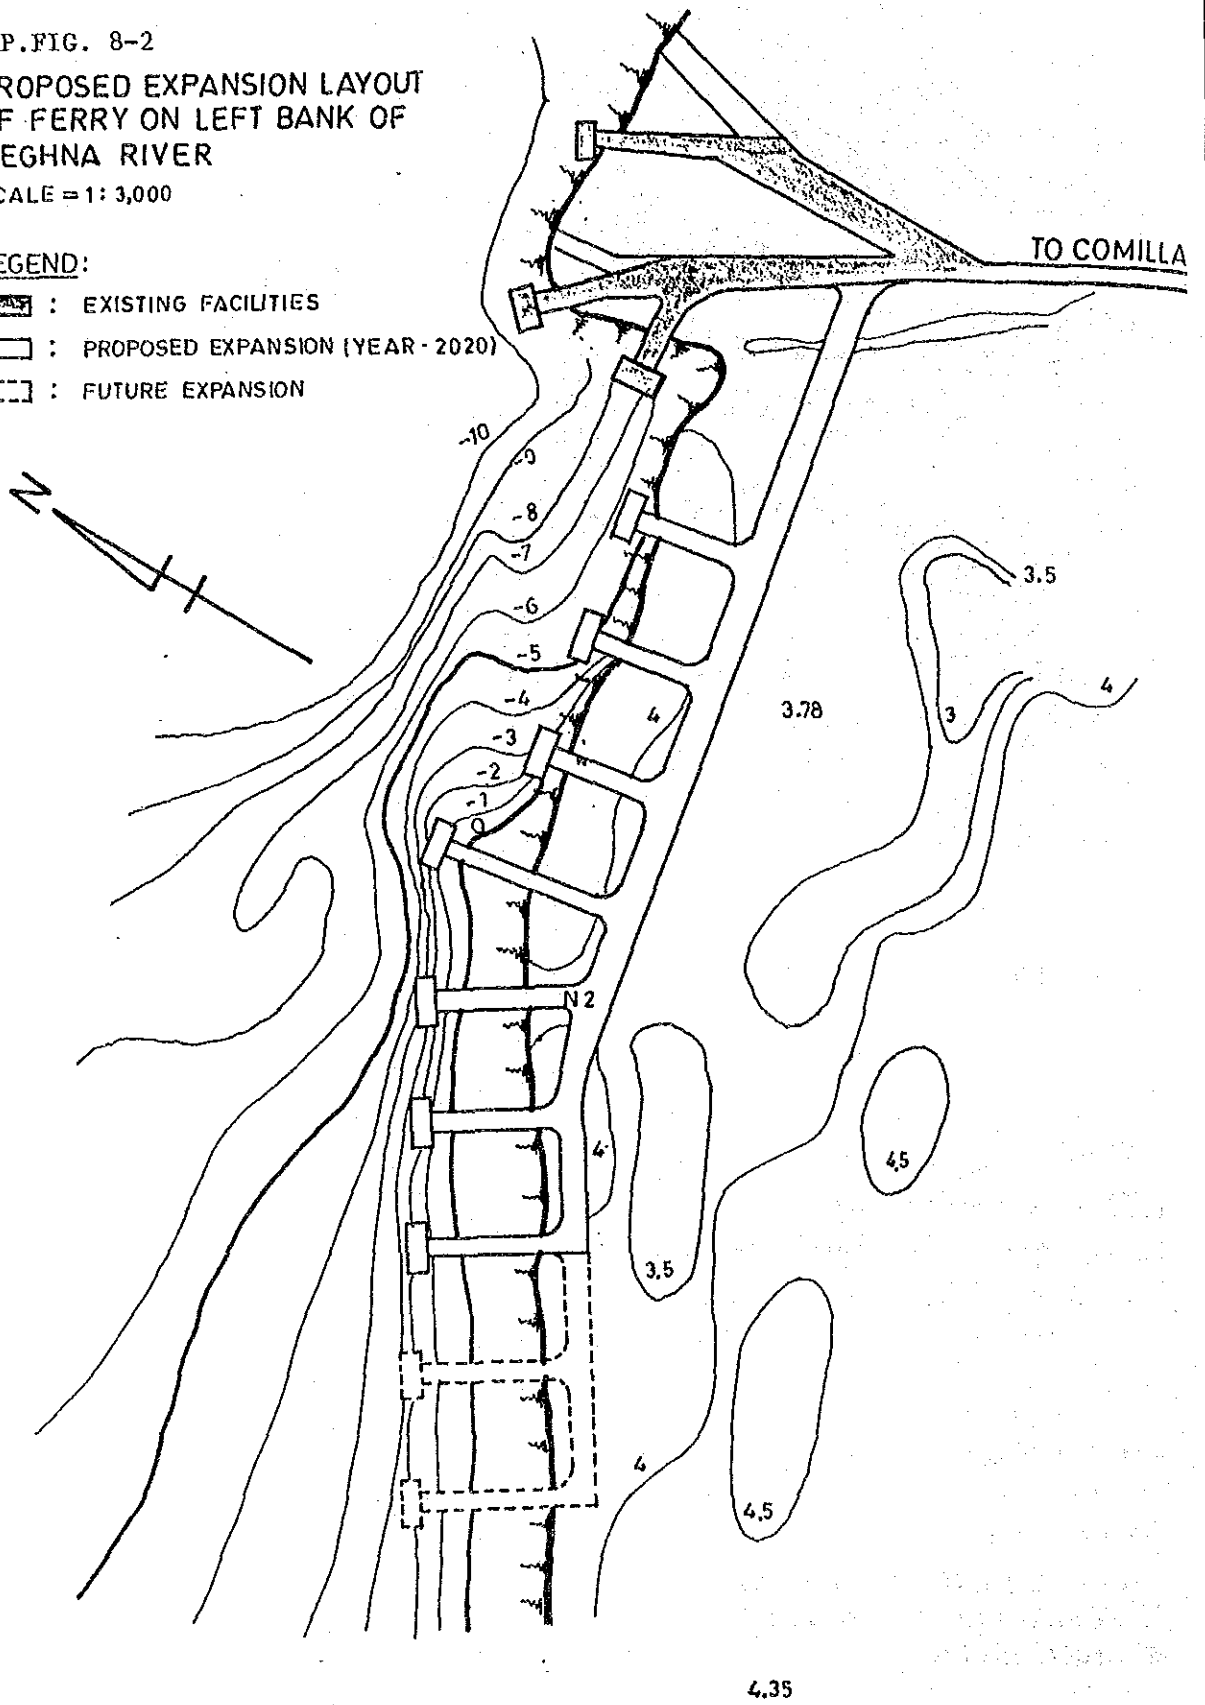 P.FIG. 8-2
ROPOSED EXPANSION LAYOUT
F FERRY ON LEFT BANK OF
EGHNA RIVER
CALE = 1: 3,000
EGEND:
: EXISTING FACILITIES
: PROPOSED EXPANSION (YEAR - 2020)
: FUTURE EXPANSION
TO COMILLA
N
-10
-9
-8
-7
-6
-5
-4
-3
-2
-1
0
3.5
4
3
3.78
4
N 2
4
4.5
3.5
4
4.5
4.35